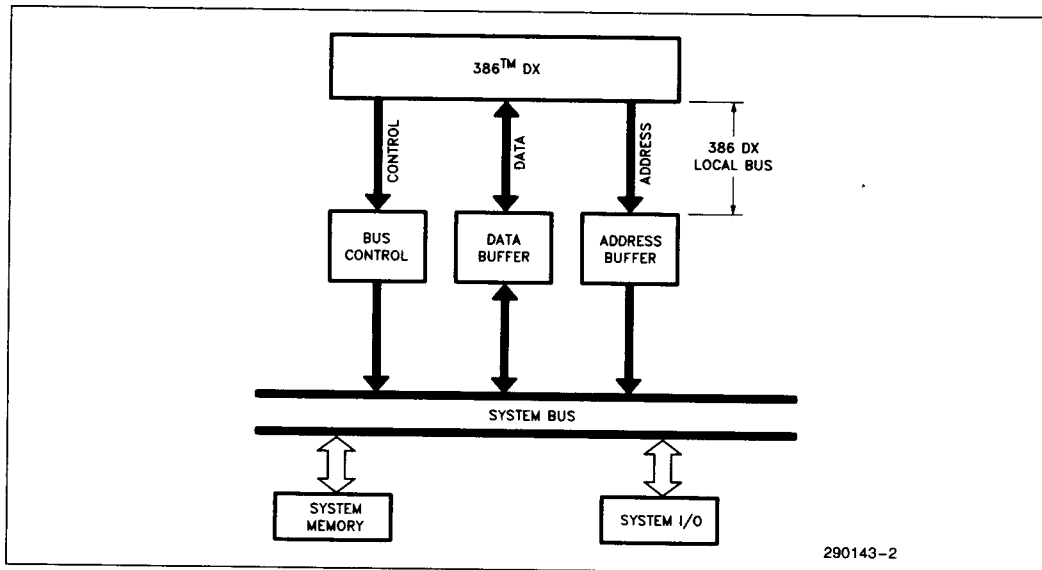 386™ DX
CONTROL
DATA
ADDRESS
386 DX
LOCAL BUS
BUS
CONTROL
DATA
BUFFER
ADDRESS
BUFFER
SYSTEM BUS
SYSTEM
MEMORY
SYSTEM I/O
290143-2